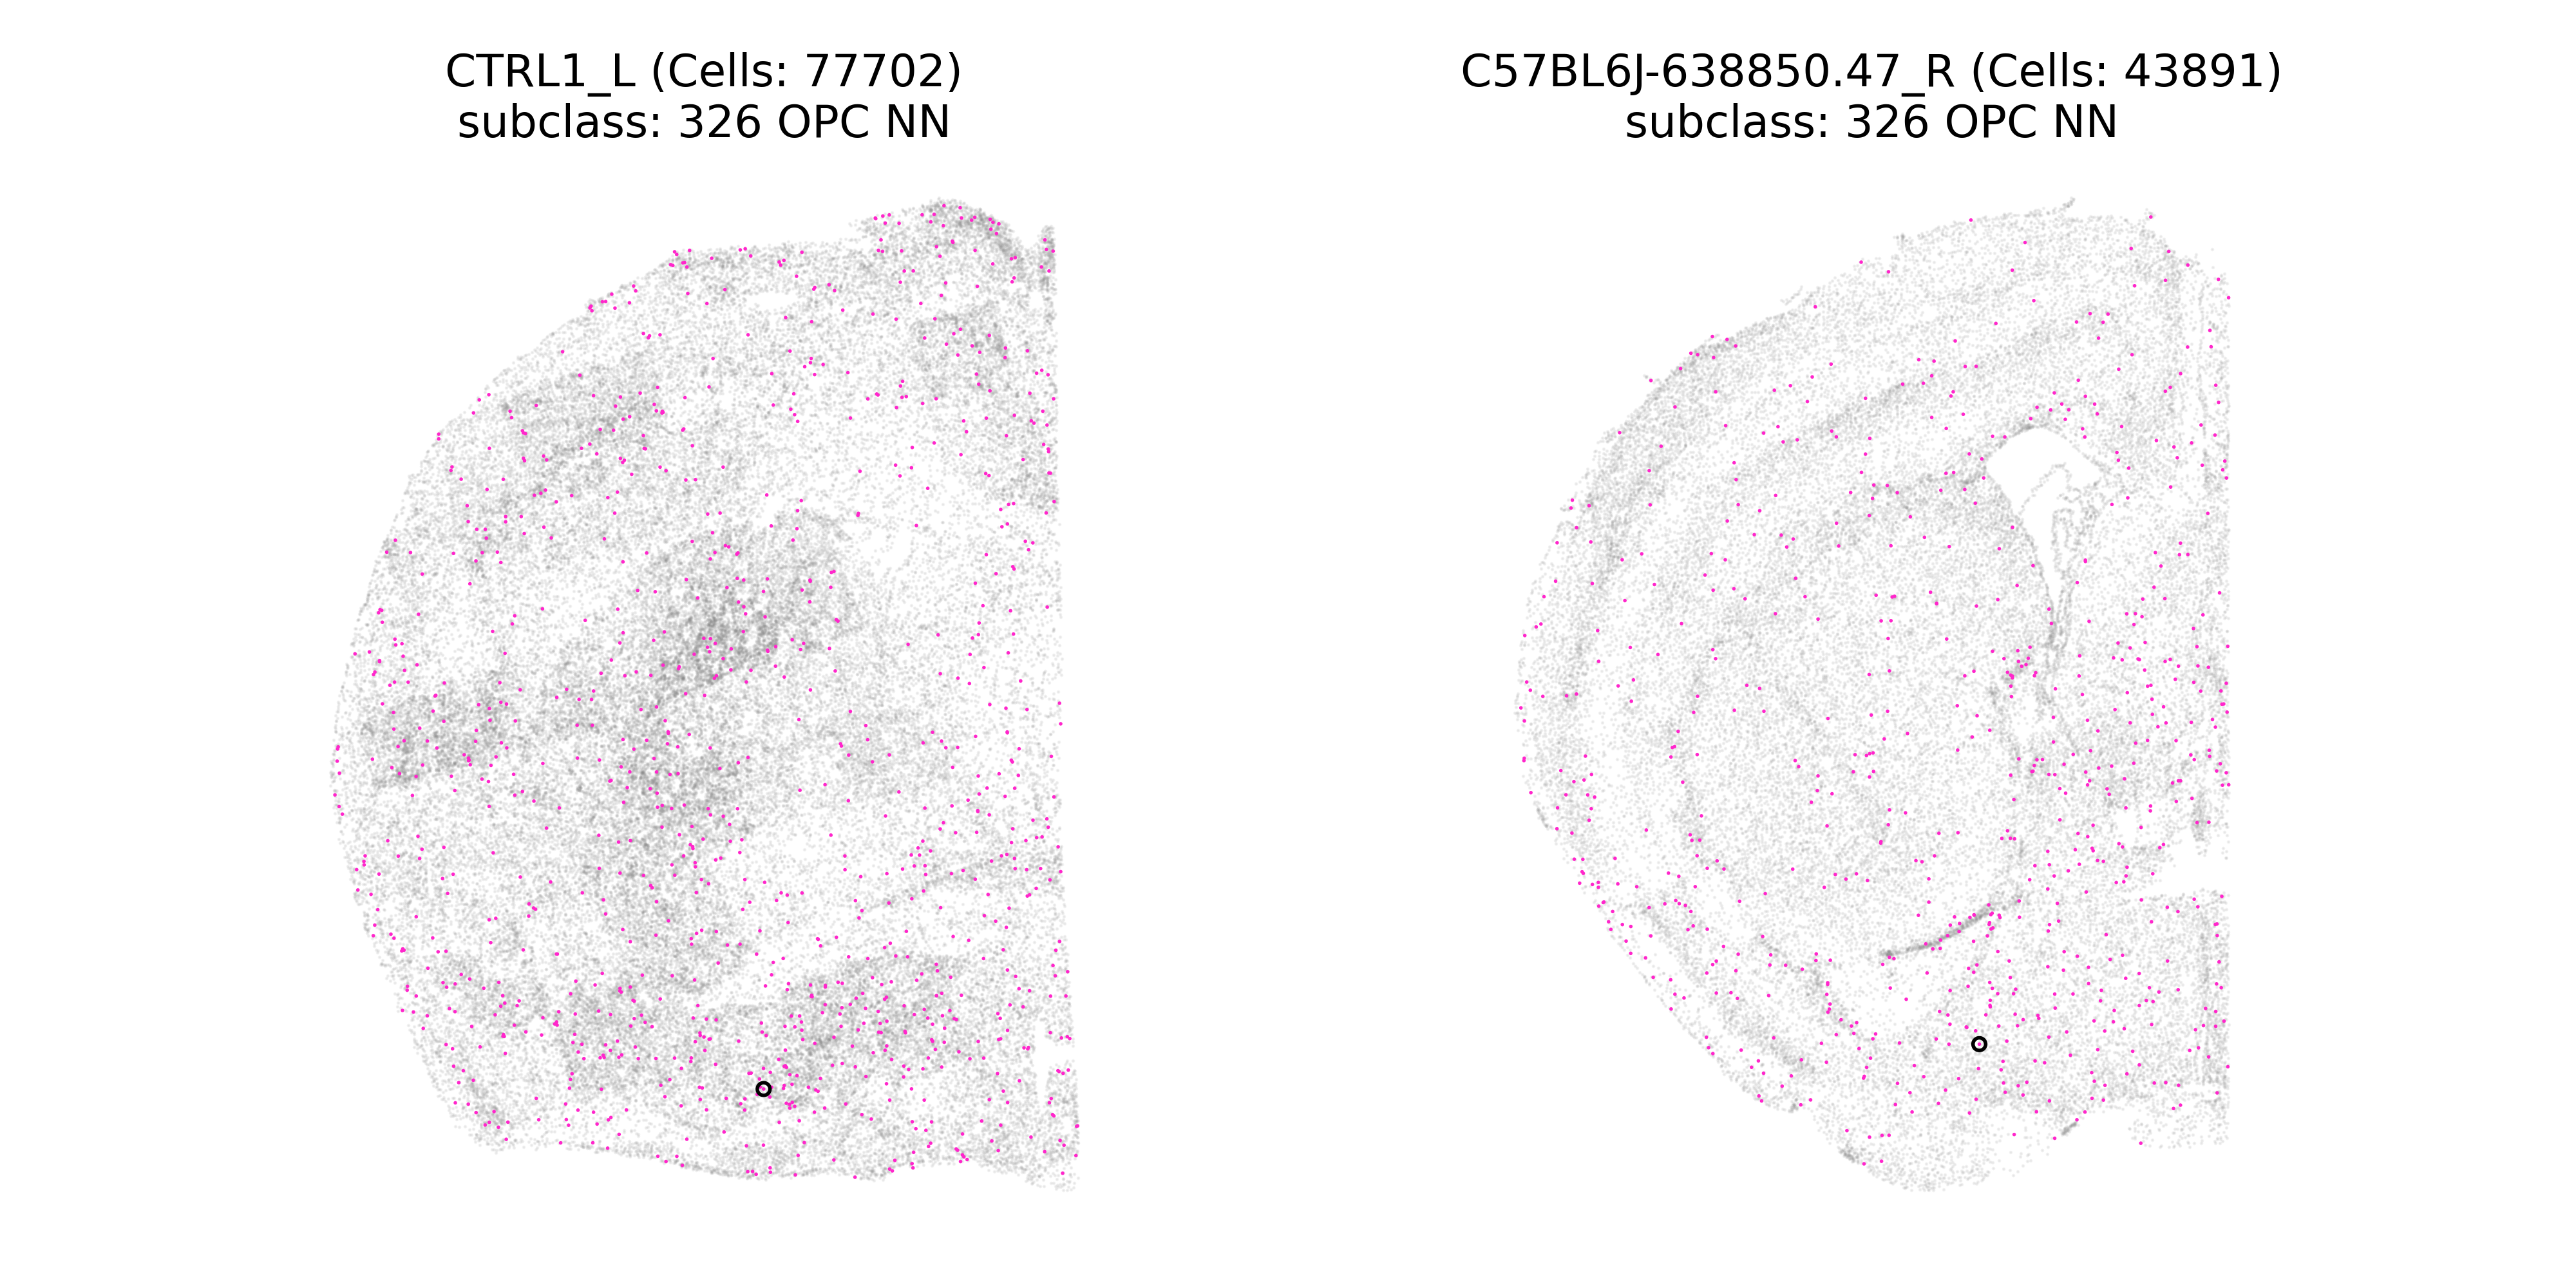 CTRL1_L (Cells: 77702)
subclass: 326 OPC NN
C57BL6J-638850.47_R (Cells: 43891)
subclass: 326 OPC NN